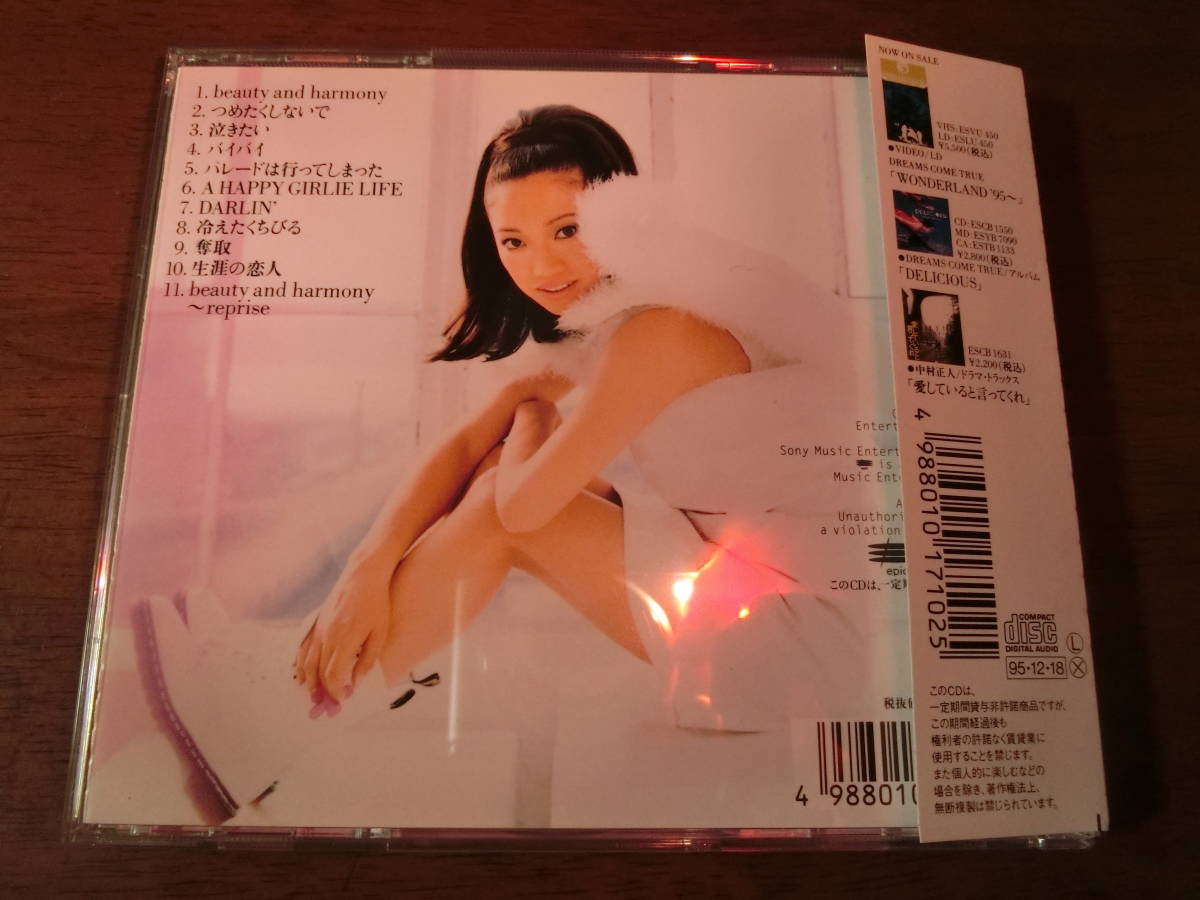 1. beauty and harmony
2. つめたくしないで
3. 泣きたい
4. バイバイ
5. パレードは行ってしまった
6. A HAPPY GIRLIE LIFE
7. DARLIN'
8. 冷えたくちびる
9. 奪取
10. 生涯の恋人
11. beauty and harmony
～reprise
Entert
Sony Music Entert
is
Music Ente
A
Unauthori
a violation
epic
このCDは、一定期
税抜価
4 988010
NOW ON SALE
VHS:ESVU 450
LD:ESLU 450
¥5,500(税込)
●VIDEO/LD
DREAMS COME TRUE
「WONDERLAND '95～」
CD:ESCB 1550
MD:ESYB 7090
CA:ESTB 1133
¥2,800(税込)
●DREAMS COME TRUE/アルバム
「DELICIOUS」
ESCB 1631
¥2,200(税込)
●中村正人/ドラマ・トラックス
「愛していると言ってくれ」
4 988010 171025
COMPACT
disc
DIGITAL AUDIO
L
95・12・18
X
このCDは、
一定期間貸与非許諾商品ですが、
この期間経過後も
権利者の許諾なく賃貸業に
使用することを禁じます。
また個人的に楽しむなどの
場合を除き、著作権法上、
無断複製は禁じられています。